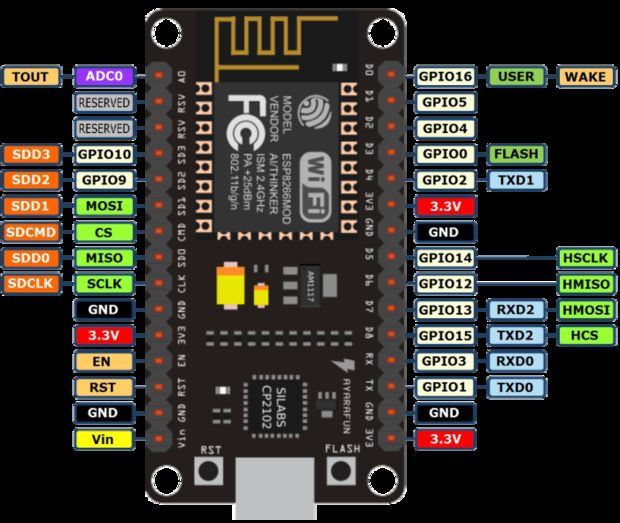 TOUT ADC0 A0 D0 GPIO16 USER WAKE
RESERVED RSV D1 GPIO5
RESERVED RSV D2 GPIO4
SDD3 GPIO10 SD3 D3 GPIO0 FLASH
SDD2 GPIO9 SD2 D4 GPIO2 TXD1
SDD1 MOSI SD1 3V3 3.3V
SDCMD CS CMD GND GND
SDD0 MISO SD0 D5 GPIO14 HSCLK
SDCLK SCLK CLK D6 GPIO12 HMISO
GND GND D7 GPIO13 RXD2 HMOSI
3.3V 3V3 D8 GPIO15 TXD2 HCS
EN EN RX GPIO3 RXD0
RST RST TX GPIO1 TXD0
GND GND GND GND
Vin Vin 3V3 3.3V
MODEL
VENDOR
ESP8266MOD
AI/THINKER
ISM 2.4GHz
PA +25dBm
802.11b/g/n
FC
WiFi
AM1117
SILABS
CP2102
AYARAFUN
RST
FLASH